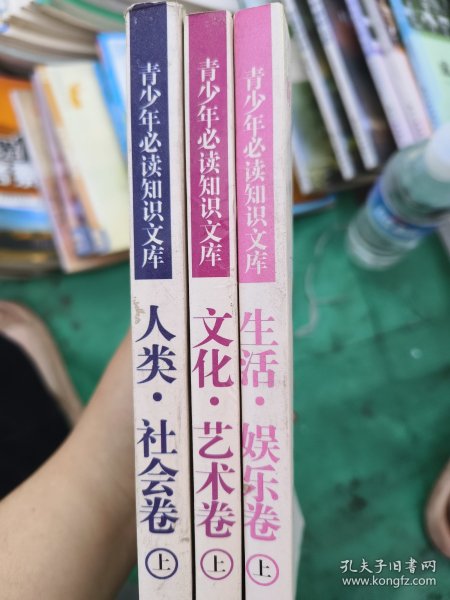 青少年必读知识文库
人类·社会卷
上
青少年必读知识文库
文化·艺术卷
上
青少年必读知识文库
生活·娱乐卷
上
孔夫子旧书网
www.kongfz.com